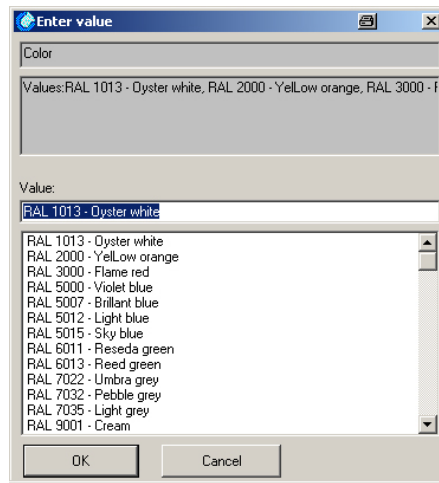 Enter value
Color
Values:RAL 1013 - Oyster white, RAL 2000 - YelLow orange, RAL 3000 -
Value:
RAL 1013 - Oyster white
RAL 1013 - Oyster white
RAL 2000 - YelLow orange
RAL 3000 - Flame red
RAL 5000 - Violet blue
RAL 5007 - Brillant blue
RAL 5012 - Light blue
RAL 5015 - Sky blue
RAL 6011 - Reseda green
RAL 6013 - Reed green
RAL 7022 - Umbra grey
RAL 7032 - Pebble grey
RAL 7035 - Light grey
RAL 9001 - Cream
OK
Cancel